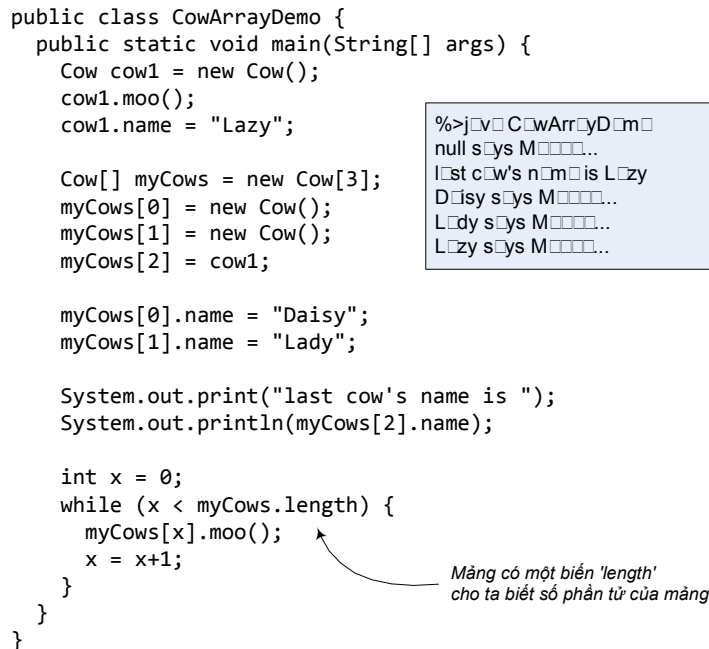 public class CowArrayDemo {
public static void main(String[] args) {
Cow cow1 = new Cow();
cow1.moo();
cow1.name = "Lazy";
%>j□v□ C□wArr□yD□m□
null s□ys M□□□□...
l□st c□w's n□m□ is L□zy
D□isy s□ys M□□□□...
L□dy s□ys M□□□□...
L□zy s□ys M□□□□...
Cow[] myCows = new Cow[3];
myCows[0] = new Cow();
myCows[1] = new Cow();
myCows[2] = cow1;
myCows[0].name = "Daisy";
myCows[1].name = "Lady";
System.out.print("last cow's name is ");
System.out.println(myCows[2].name);
int x = 0;
while (x < myCows.length) {
myCows[x].moo();
x = x+1;
}
Mảng có một biến 'length'
cho ta biết số phần tử của mảng
}
}